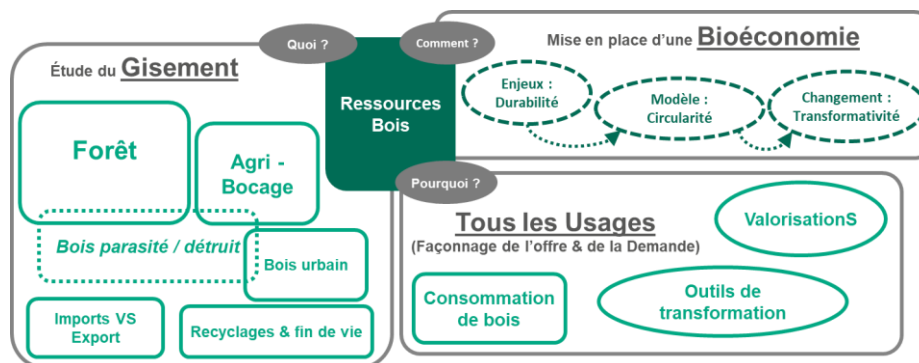 Quoi ?
Étude du Gisement
Forêt
Agri -
Bocage
Bois parasité / détruit
Bois urbain
Imports VS
Export
Recyclages & fin de vie
Ressources
Bois
Comment ?
Mise en place d'une Bioéconomie
Enjeux :
Durabilité
Modèle :
Circularité
Changement :
Transformativité
Pourquoi ?
Tous les Usages
(Façonnage de l'offre & de la Demande)
ValorisationS
Consommation
de bois
Outils de
transformation